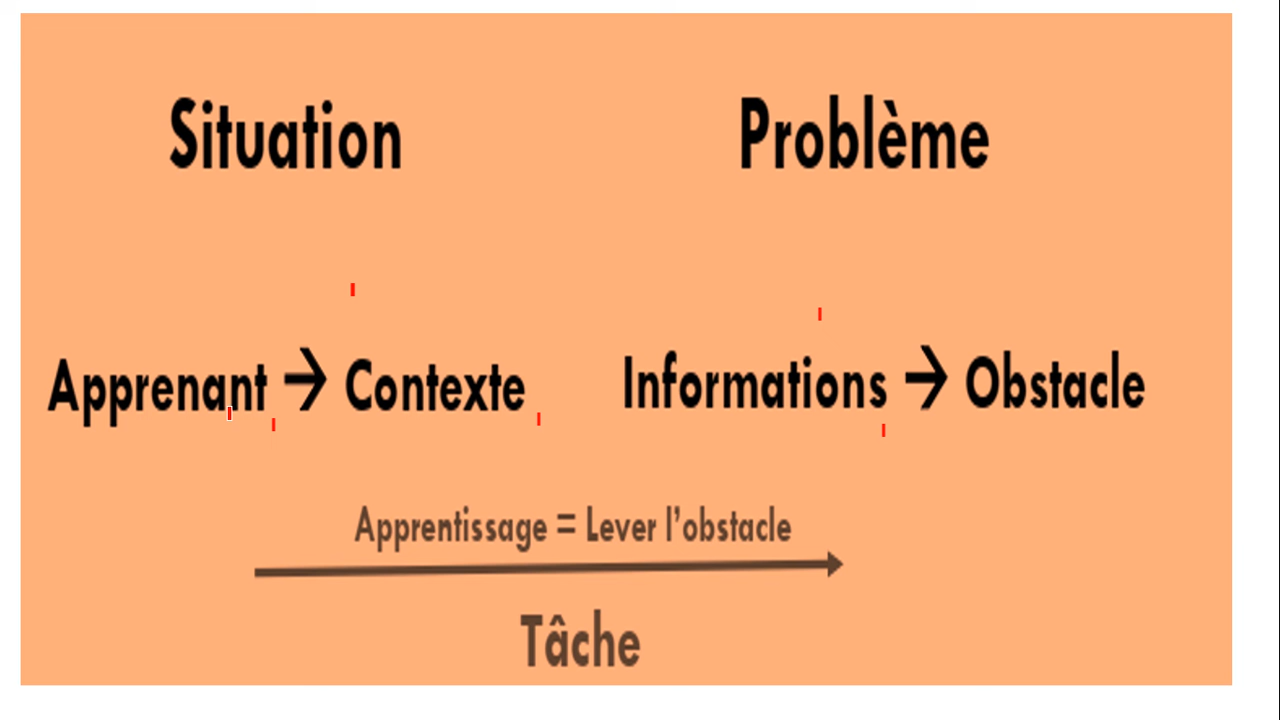 Situation Problème
Apprenant → Contexte Informations → Obstacle
Apprentissage = Lever l’obstacle
Tâche